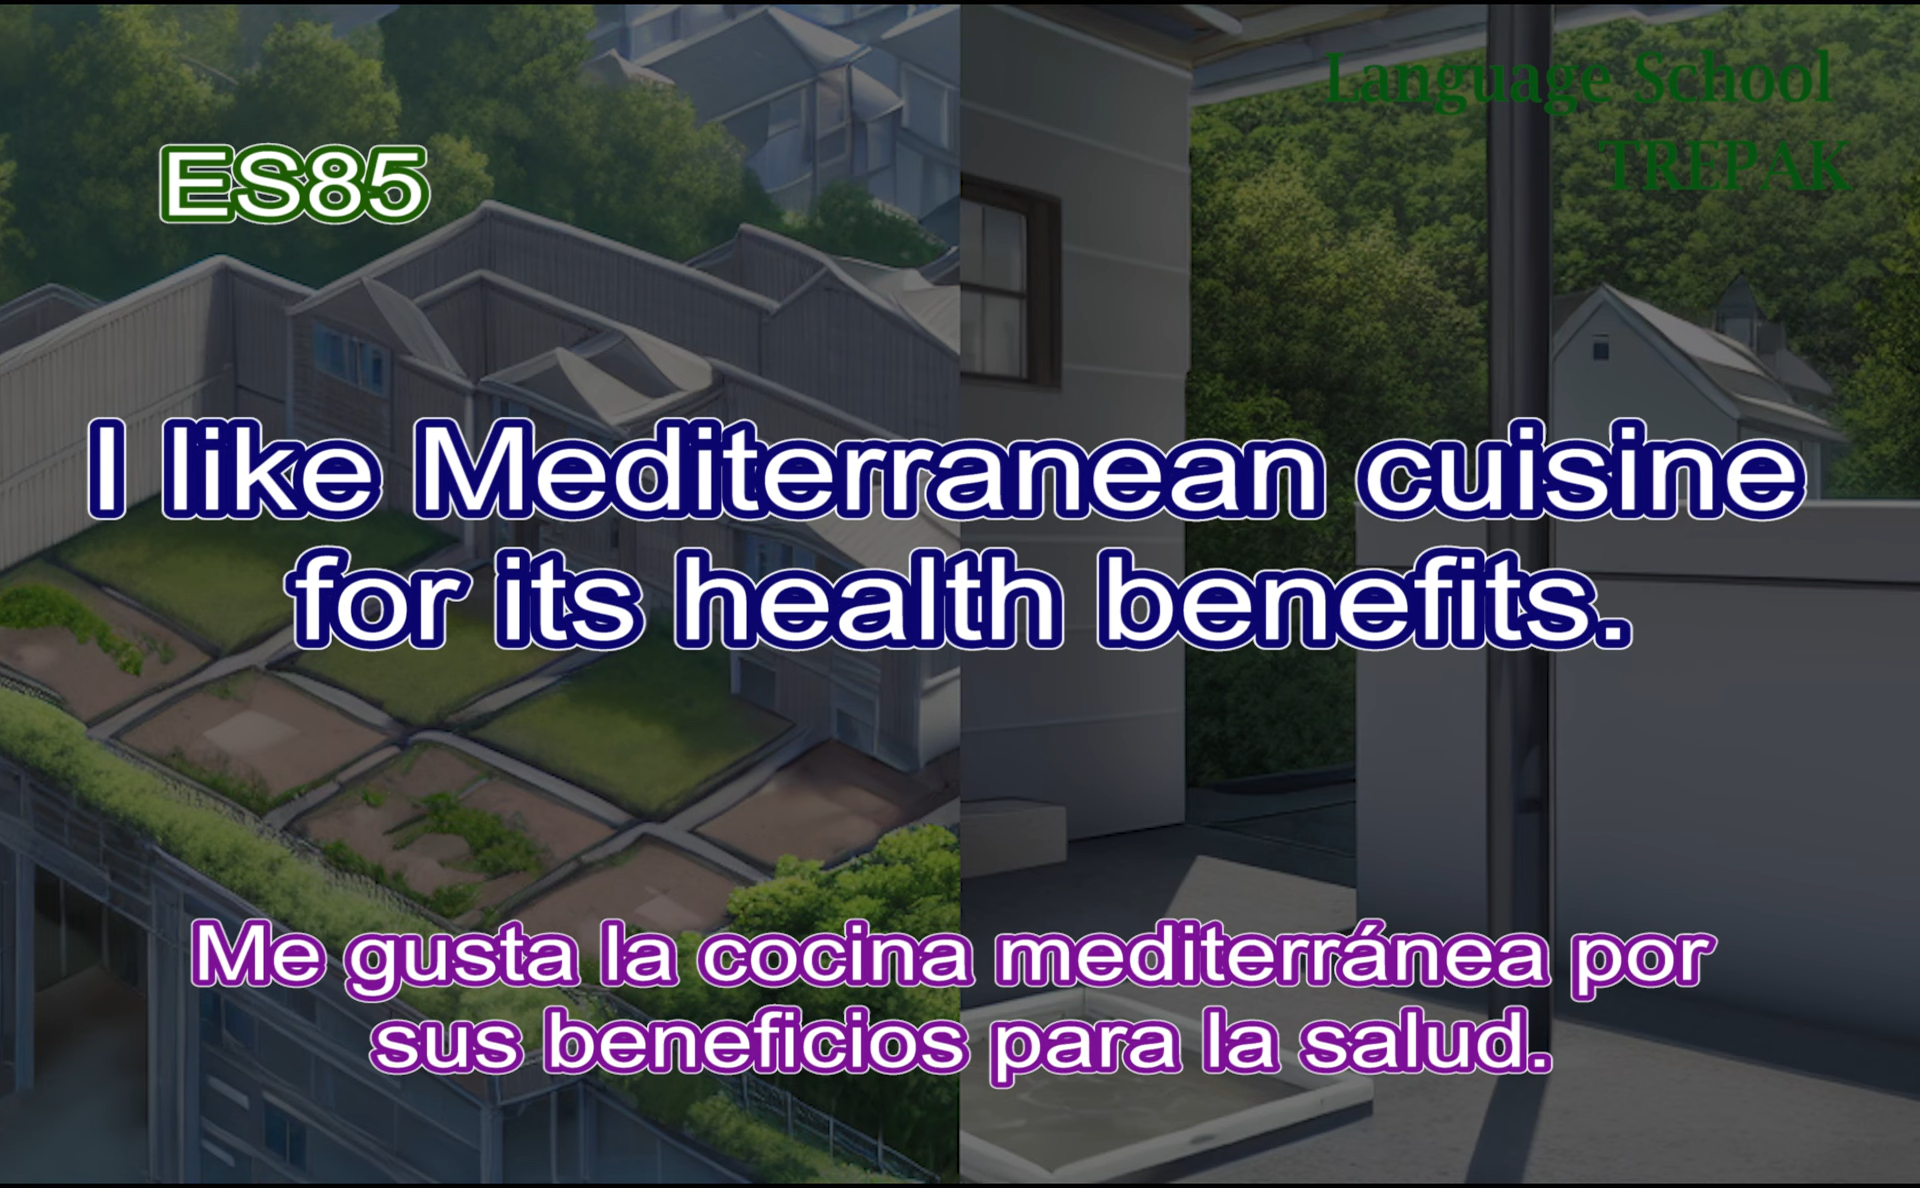 Language School
TREPAK
ES85
I like Mediterranean cuisine
for its health benefits.
Me gusta la cocina mediterránea por
sus beneficios para la salud.